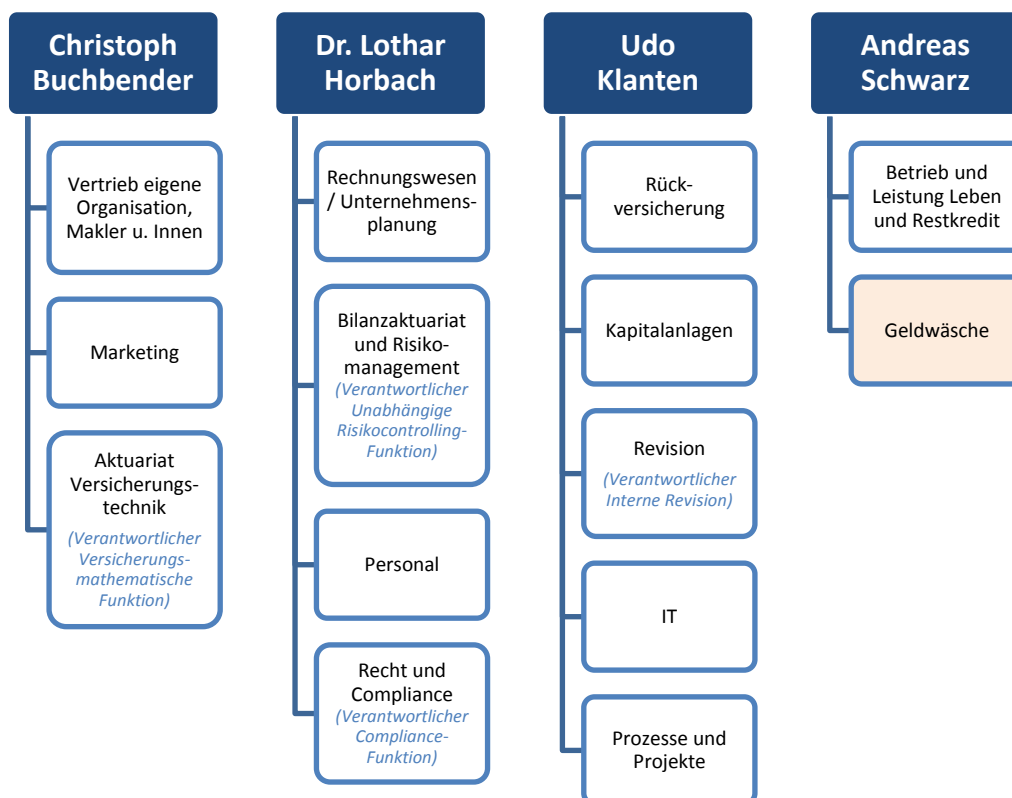 Christoph
Buchbender
Vertrieb eigene
Organisation,
Makler u. Innen
Marketing
Aktuariat
Versicherungs-
technik
(Verantwortlicher
Versicherungs-
mathematische
Funktion)
Dr. Lothar
Horbach
Rechnungswesen
/ Unternehmens-
planung
Bilanzaktuariat
und Risiko-
management
(Verantwortlicher
Unabhängige
Risikocontrolling-
Funktion)
Personal
Recht und
Compliance
(Verantwortlicher
Compliance-
Funktion)
Udo
Klanten
Rück-
versicherung
Kapitalanlagen
Revision
(Verantwortlicher
Interne Revision)
IT
Prozesse und
Projekte
Andreas
Schwarz
Betrieb und
Leistung Leben
und Restkredit
Geldwäsche